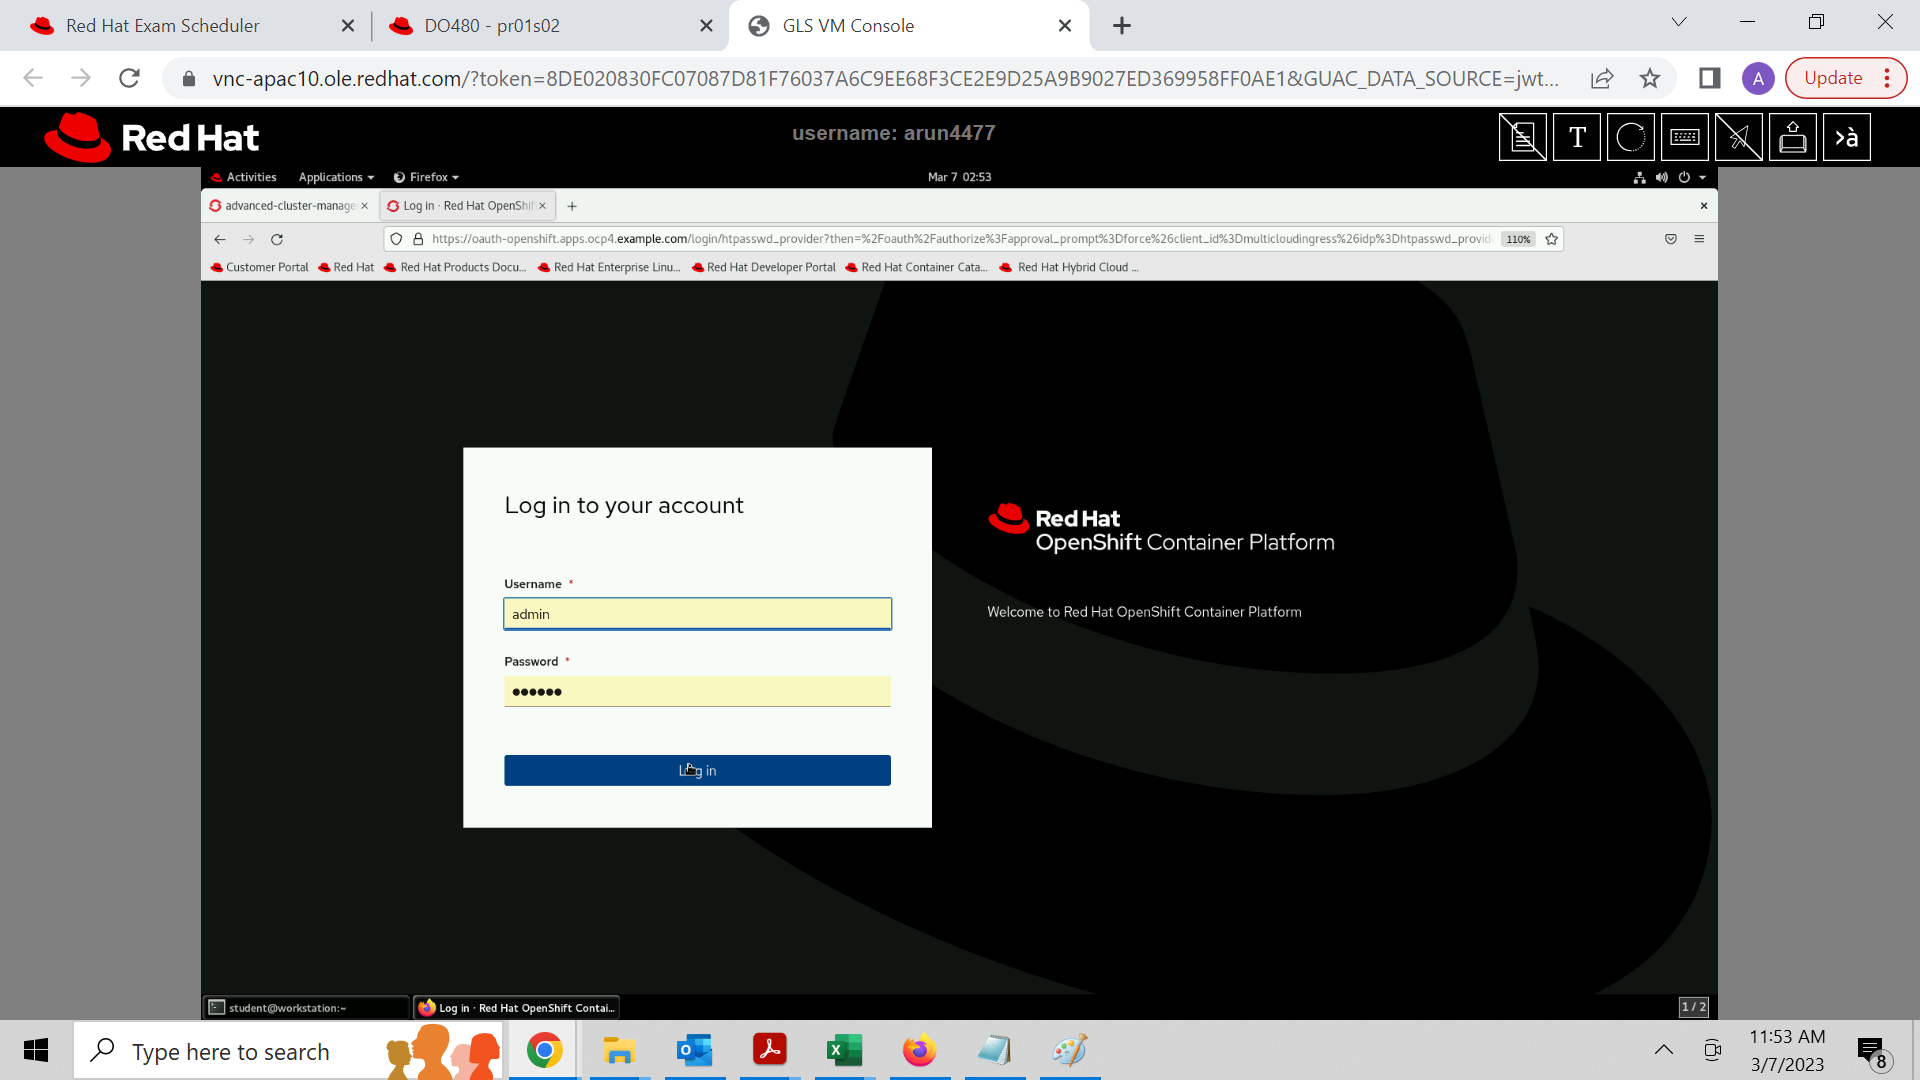 Red Hat Exam Scheduler
DO480 - pr01s02
GLS VM Console
vnc-apac10.ole.redhat.com/?token=8DE020830FC07087D81F76037A6C9EE68F3CE2E9D25A9B9027ED369958FF0AE1&GUAC_DATA_SOURCE=jwt...
A
Update
Red Hat
username: arun4477
T
>à
Activities
Applications
Firefox
Mar 7 02:53
advanced-cluster-manage
Log in · Red Hat OpenShif
https://oauth-openshift.apps.ocp4.example.com/login/htpasswd_provider?then=%2Foauth%2Fauthorize%3Fapproval_prompt%3Dforce%26client_id%3Dmulticloudingress%26idp%3Dhtpasswd_provid
110%
Customer Portal
Red Hat
Red Hat Products Docu...
Red Hat Enterprise Linu...
Red Hat Developer Portal
Red Hat Container Cata...
Red Hat Hybrid Cloud ...
Log in to your account
Username *
admin
Password *
Log in
Red Hat
OpenShift Container Platform
Welcome to Red Hat OpenShift Container Platform
student@workstation:~
Log in · Red Hat OpenShift Contai...
1 / 2
Type here to search
11:53 AM
3/7/2023
8